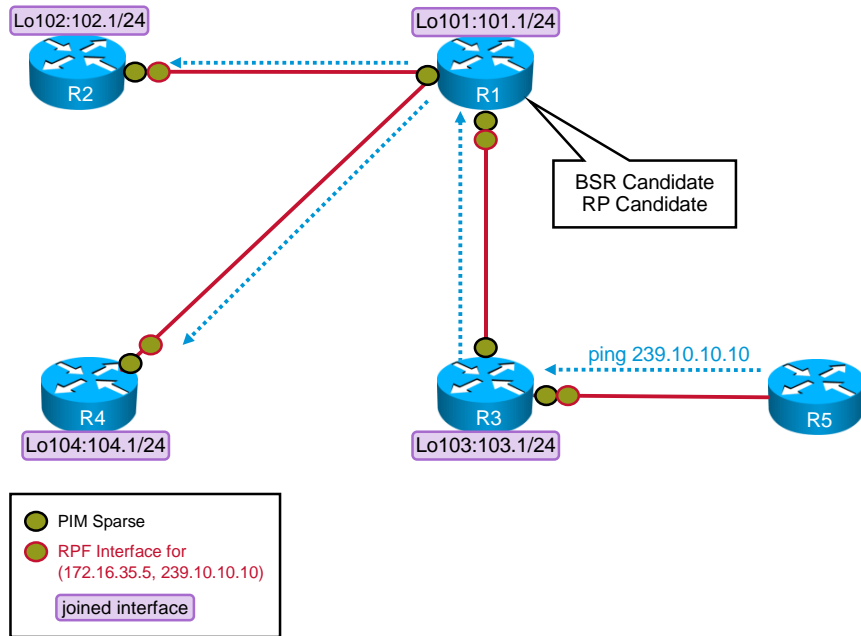 Lo102:102.1/24
Lo101:101.1/24
R2
R1
BSR Candidate
RP Candidate
ping 239.10.10.10
R4
R3
R5
Lo104:104.1/24
Lo103:103.1/24
PIM Sparse
RPF Interface for
(172.16.35.5, 239.10.10.10)
joined interface